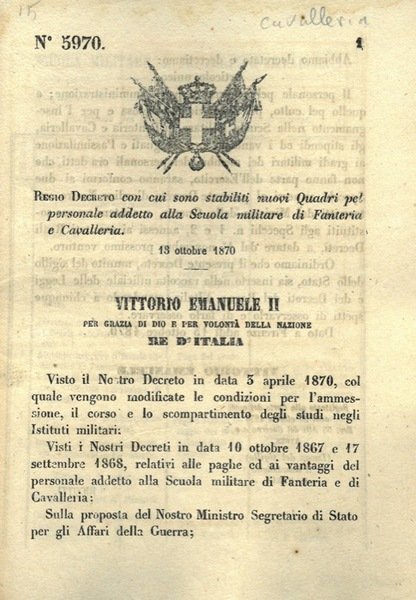 15
cavalleria
N° 5970.
1
REGIO DECRETO con cui sono stabiliti nuovi Quadri pel
personale addetto alla Scuola militare di Fanteria
e Cavalleria.
13 ottobre 1870
VITTORIO EMANUELE II
PER GRAZIA DI DIO E PER VOLONTÀ DELLA NAZIONE
RE D'ITALIA
Visto il Nostro Decreto in data 5 aprile 1870, col
quale vengono modificate le condizioni per l'ammes-
sione, il corso e lo scompartimento degli studi negli
Istituti militari:
Visti i Nostri Decreti in data 10 ottobre 1867 e 17
settembre 1868, relativi alle paghe ed ai vantaggi del
personale addetto alla Scuola militare di Fanteria e di
Cavalleria:
Sulla proposta del Nostro Ministro Segretario di Stato
per gli Affari della Guerra;